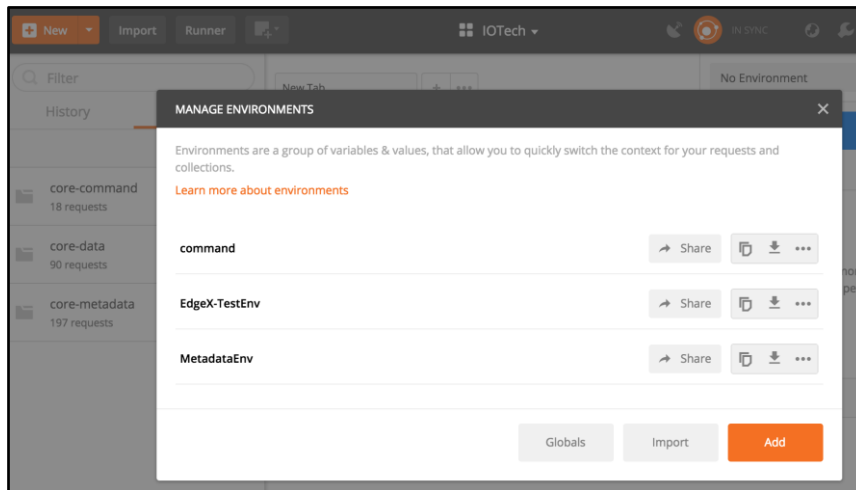 New Import Runner IOTech IN SYNC
Filter New Tab No Environment
History
MANAGE ENVIRONMENTS
Environments are a group of variables & values, that allow you to quickly switch the context for your requests and
collections.
Learn more about environments
core-command
18 requests
command Share
core-data
90 requests
EdgeX-TestEnv Share
core-metadata
197 requests
MetadataEnv Share
Globals Import Add